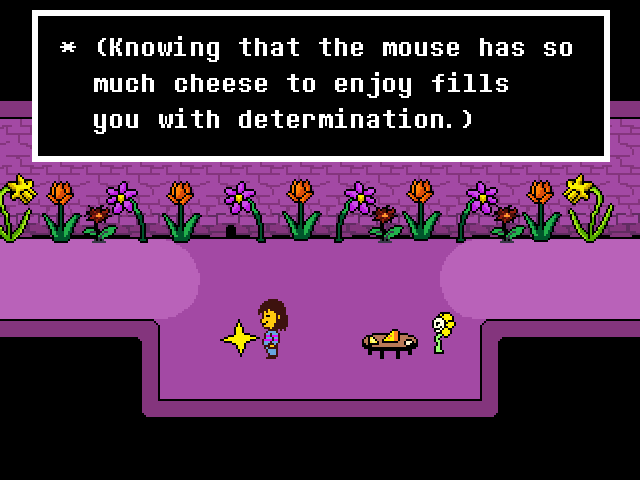 * (Knowing that the mouse has so
much cheese to enjoy fills
you with determination.)